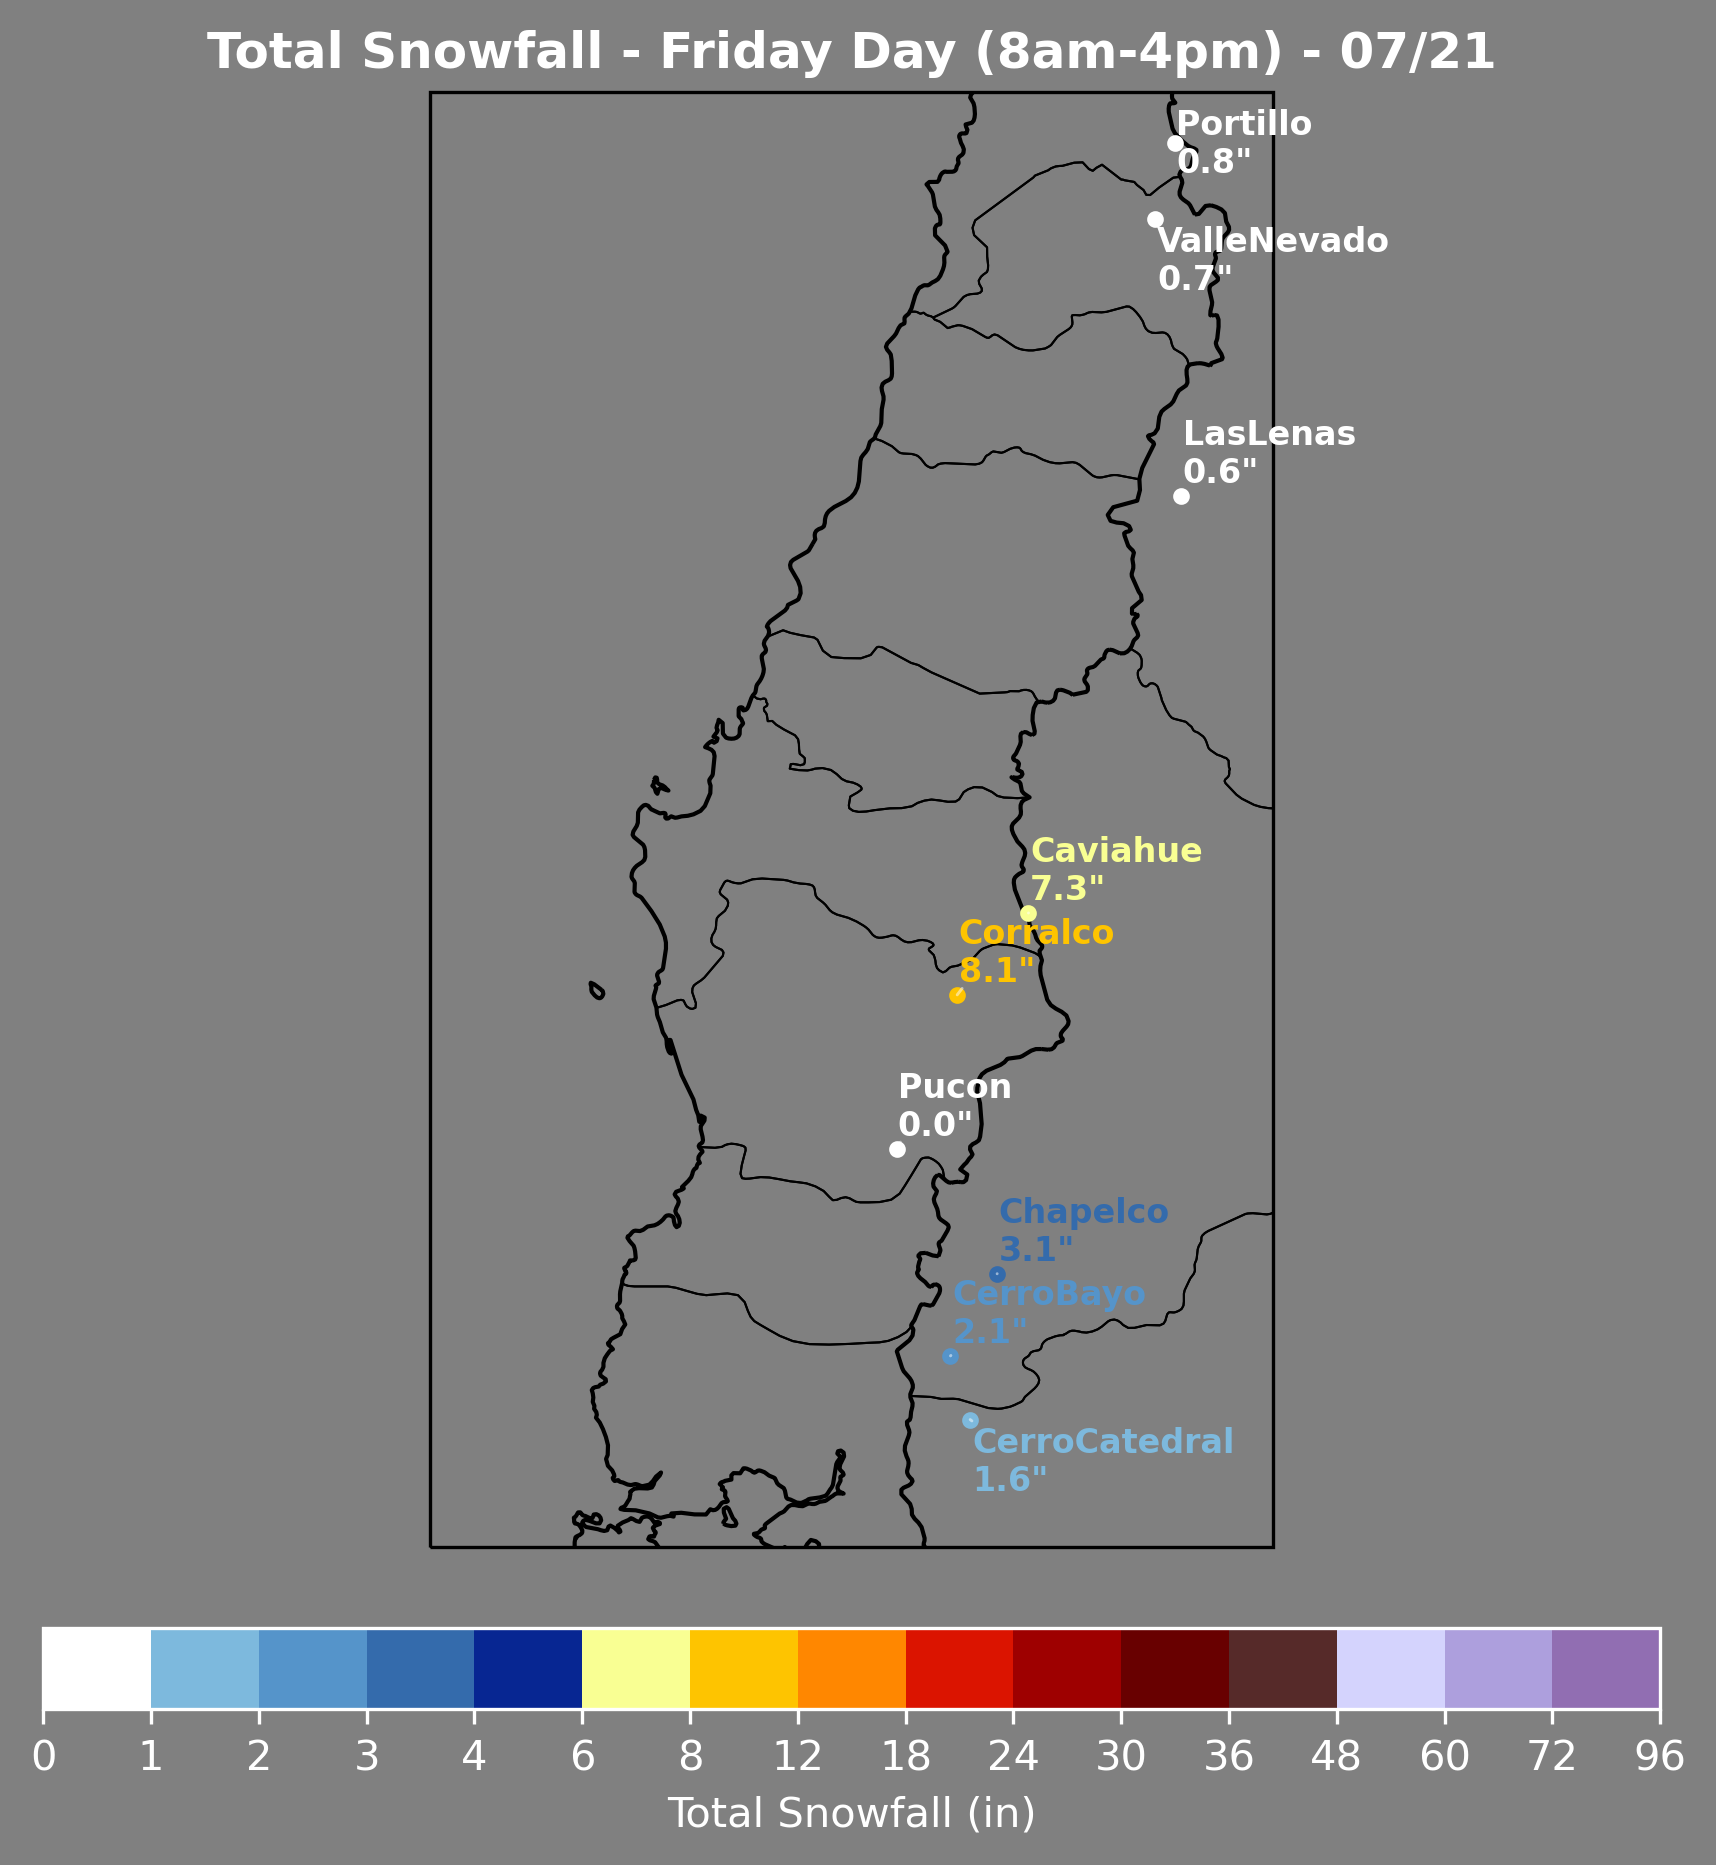 Total Snowfall - Friday Day (8am-4pm) - 07/21
Portillo
0.8"
ValleNevado
0.7"
LasLenas
0.6"
Caviahue
7.3"
Corralco
8.1"
Pucon
0.0"
Chapelco
3.1"
CerroBayo
2.1"
CerroCatedral
1.6"
0 1 2 3 4 6 8 12 18 24 30 36 48 60 72 96
Total Snowfall (in)